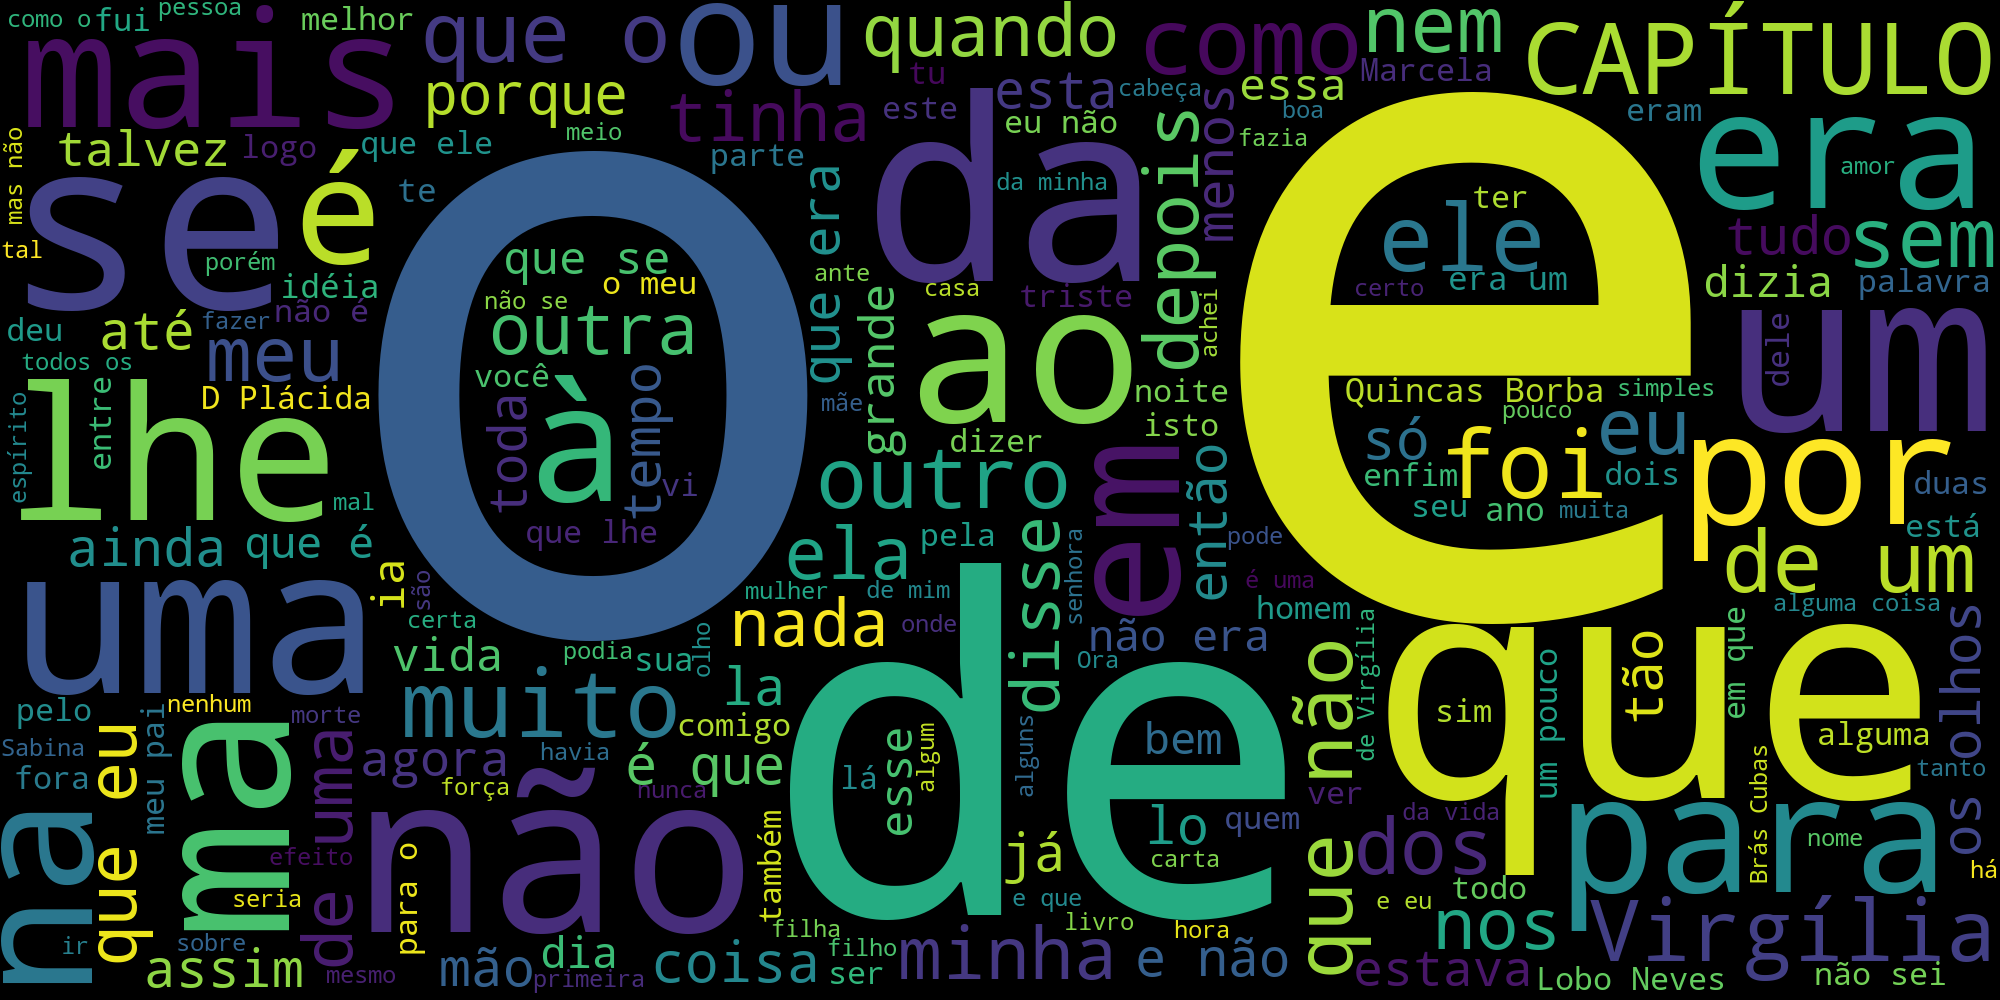 como o
fui
pessoa
melhor
mais
que o
ou
quando
como
nem
CAPÍTULO
porque
tinha
tu
este
esta
cabeça
essa
Marcela
eram
mas não
talvez
logo
que ele
meio
parte
eu não
menos
boa
fazia
era
amor
tal
se
é
te
O
da
da minha
depois
e
ter
ele
era um
certo
tudo
sem
porém
idéia
que se
o meu
que era
ante
casa
triste
achei
dizia
palavra
deu
até
fazer
não é
não se
outra
grande
ao
um
dele
todos os
meu
você
toda
à
tempo
mãe
noite
Quincas Borba
simples
espírito
lhe
entre
D Plácida
vi
dizer
isto
pouco
só
foi
eu
por
mal
que lhe
outro
em
então
enfim
dois
duas
seu
ano
muita
está
ainda
que é
ia
são
ela
pela
disse
senhora
pode
de um
uma
certa
mulher
de mim
é uma
homem
alguma coisa
vida
podia
sua
olho
nada
onde
não era
Ora
de Virgília
que
tão
em que
os olhos
pelo
nenhum
morte
muito
la
comigo
de
que não
um pouco
sim
alguma
Sabina
fora
meu pai
ma
de uma
agora
havia
é que
lá
esse
algum
alguns
bem
ver
tanto
na
que eu
efeito
não
força
nunca
lo
quem
da vida
para
Brás Cubas
nome
seria
para o
também
já
carta
dos
todo
há
ir
sobre
assim
mesmo
mão
dia
primeira
coisa
filha
filho
ser
e que
livro
minha
hora
e não
e eu
nos
estava
Virgília
Lobo Neves
não sei